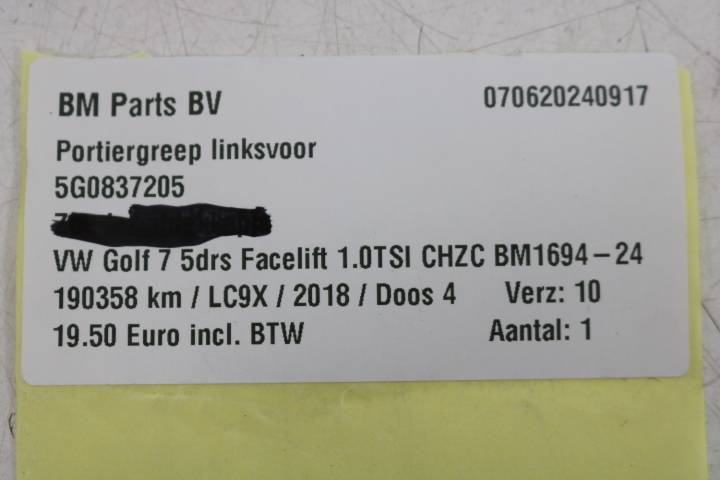 BM Parts BV 070620240917
Portiergreep linksvoor
5G0837205
VW Golf 7 5drs Facelift 1.0TSI CHZC BM1694-24
190358 km / LC9X / 2018 / Doos 4 Verz: 10
19.50 Euro incl. BTW Aantal: 1